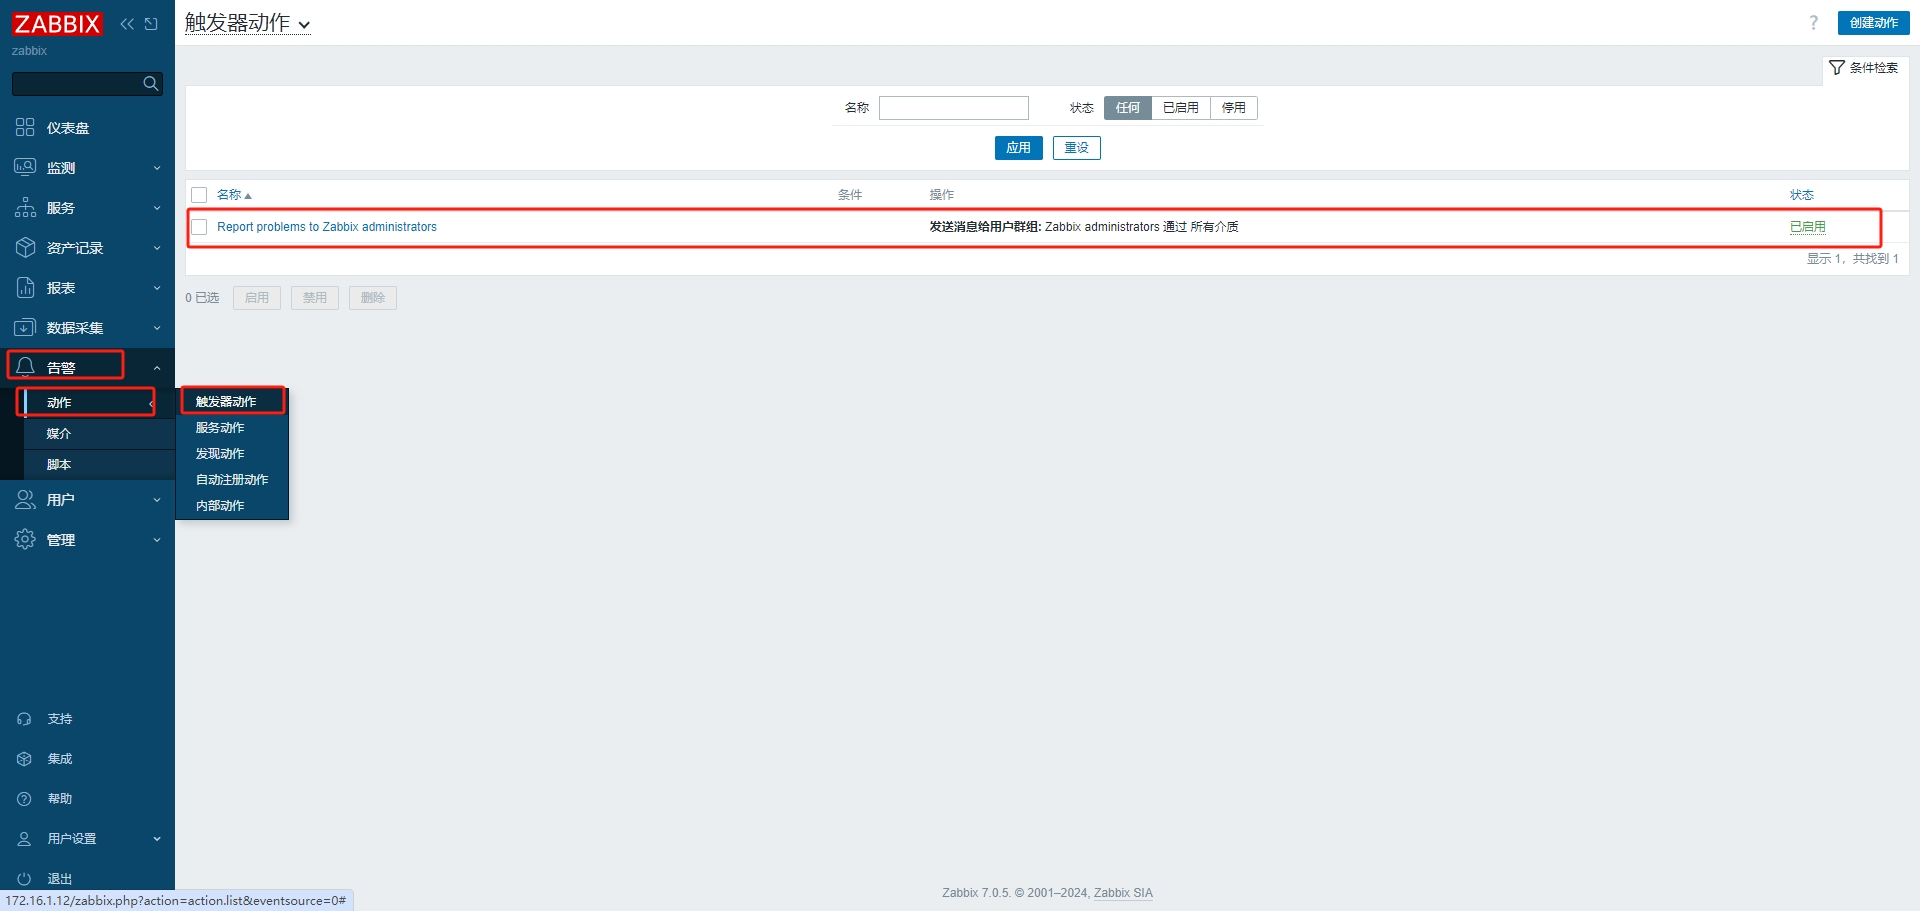 ZABBIX
zabbix
仪表盘
监测
服务
资产记录
报表
数据采集
告警
动作
媒介
脚本
用户
管理
支持
集成
帮助
用户设置
退出
触发器动作
服务动作
发现动作
自动注册动作
内部动作
触发器动作
? 创建动作
条件检索
名称 状态 任何 已启用 停用
应用 重设
名称 条件 操作 状态
Report problems to Zabbix administrators 发送消息给用户群组: Zabbix administrators 通过 所有介质 已启用
显示 1，共找到 1
0 已选 启用 禁用 删除
Zabbix 7.0.5. © 2001–2024, Zabbix SIA
172.16.1.12/zabbix.php?action=action.list&eventsource=0#